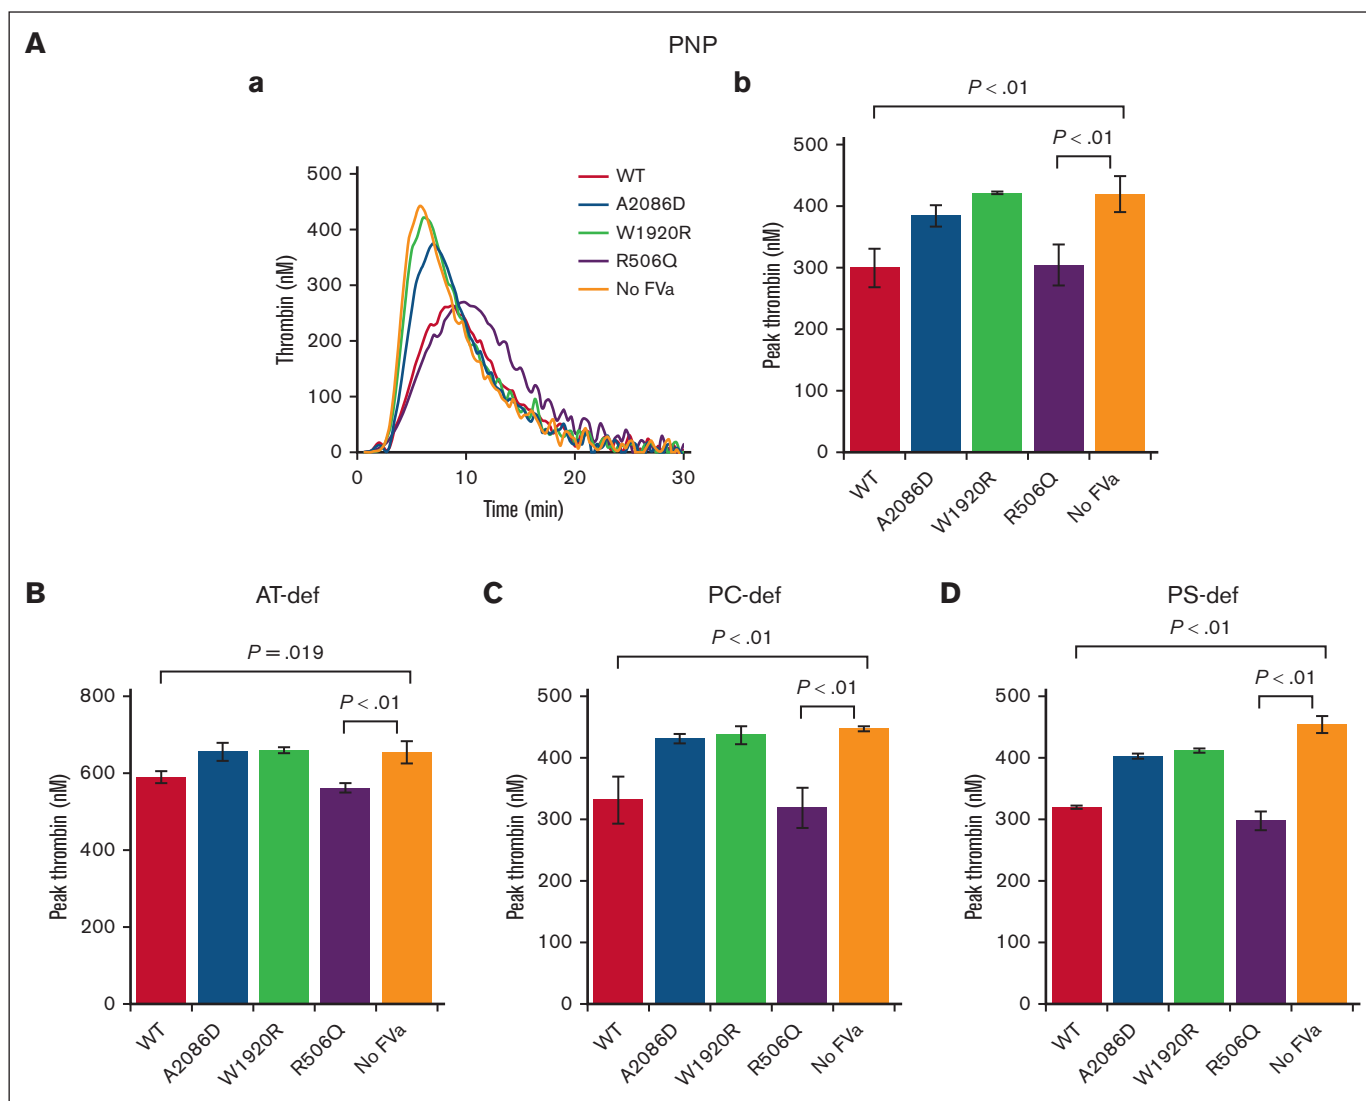 A
PNP
a
WT
A2086D
W1920R
R506Q
No FVa
Thrombin (nM)
500
400
300
200
100
0
0 10 20 30
Time (min)
b
P < .01
P < .01
Peak thrombin (nM)
500
400
300
200
100
0
WT A2086D W1920R R506Q No FVa
B
AT-def
P = .019
P < .01
Peak thrombin (nM)
800
600
400
200
0
WT A2086D W1920R R506Q No FVa
C
PC-def
P < .01
P < .01
Peak thrombin (nM)
500
400
300
200
100
0
WT A2086D W1920R R506Q No FVa
D
PS-def
P < .01
P < .01
Peak thrombin (nM)
500
400
300
200
100
0
WT A2086D W1920R R506Q No FVa